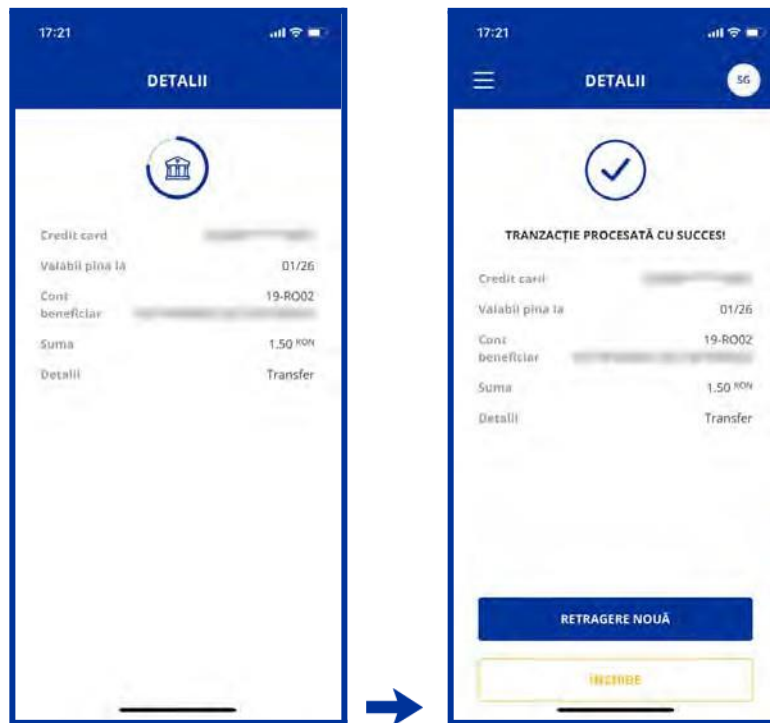 17:21
DETALII
Credit card
Valabil pina la 01/26
Cont 19-RO02
beneficiar
Suma 1.50 RON
Detalii Transfer
17:21
DETALII SG
TRANZACȚIE PROCESATĂ CU SUCCES!
Credit card
Valabil pina la 01/26
Cont 19-RO02
beneficiar
Suma 1.50 RON
Detalii Transfer
RETRAGERE NOUĂ
ÎNCHIDE